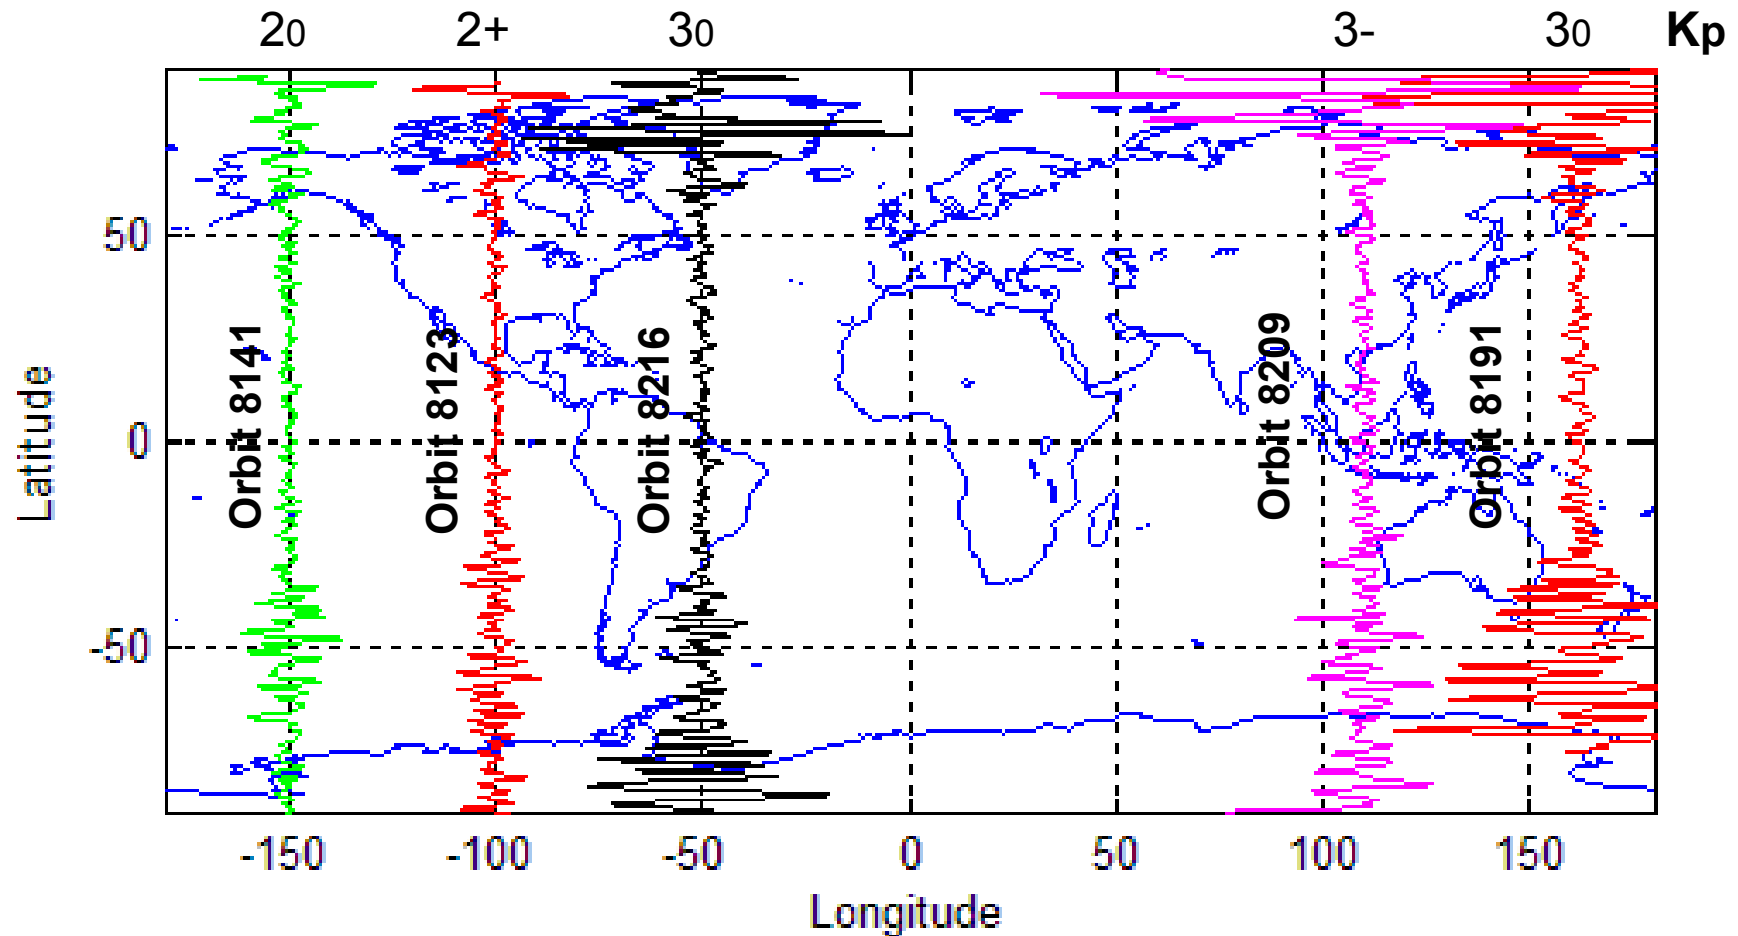 2o 2+ 3o 3- 3o Kp
50
0
-50
Latitude
Orbit 8141
Orbit 8123
Orbit 8216
Orbit 8209
Orbit 8191
-150 -100 -50 0 50 100 150
Longitude